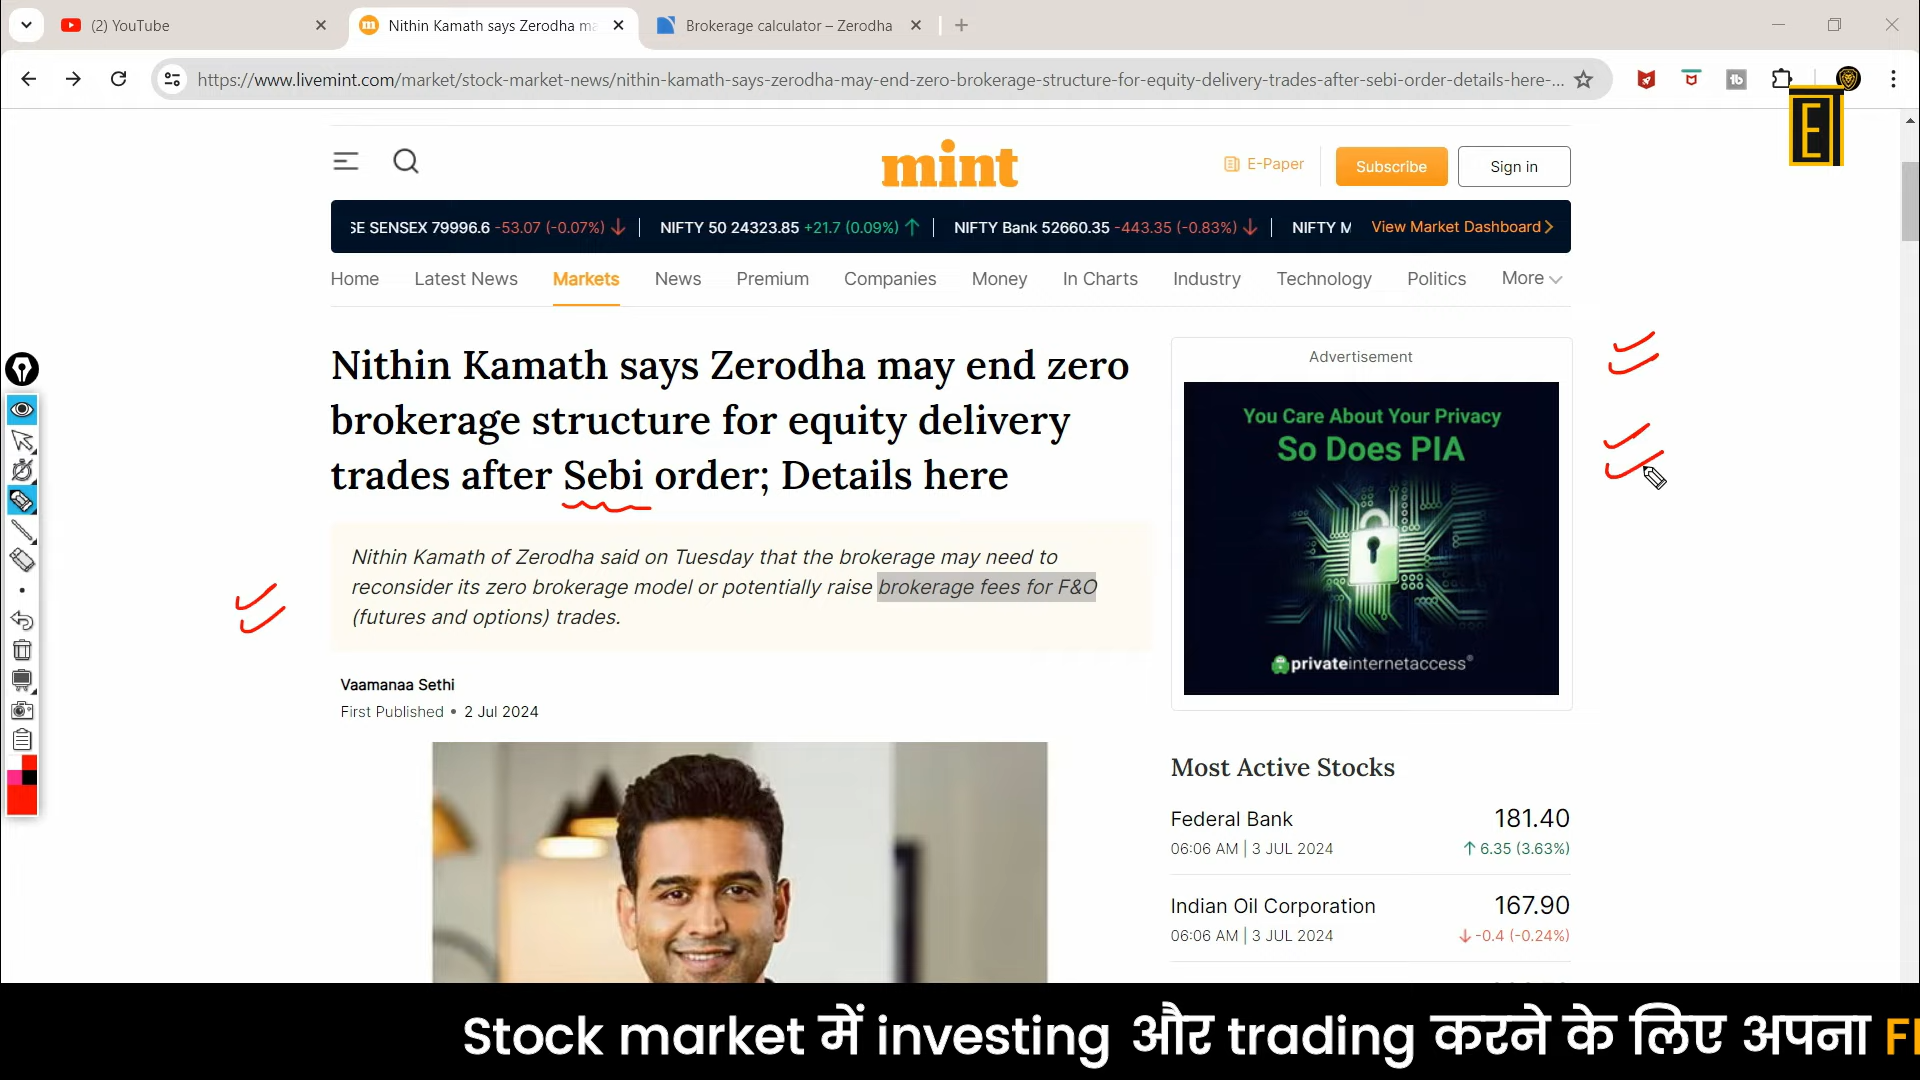 (2) YouTube
Nithin Kamath says Zerodha ma
Brokerage calculator – Zerodha
https://www.livemint.com/market/stock-market-news/nithin-kamath-says-zerodha-may-end-zero-brokerage-structure-for-equity-delivery-trades-after-sebi-order-details-here-...
E
mint
E-Paper
Subscribe
Sign in
SE SENSEX 79996.6 -53.07 (-0.07%)
NIFTY 50 24323.85 +21.7 (0.09%)
NIFTY Bank 52660.35 -443.35 (-0.83%)
NIFTY M
View Market Dashboard
Home Latest News Markets News Premium Companies Money In Charts Industry Technology Politics More
Nithin Kamath says Zerodha may end zero
brokerage structure for equity delivery
trades after Sebi order; Details here
Nithin Kamath of Zerodha said on Tuesday that the brokerage may need to
reconsider its zero brokerage model or potentially raise brokerage fees for F&O
(futures and options) trades.
Vaamanaa Sethi
First Published • 2 Jul 2024
Advertisement
You Care About Your Privacy
So Does PIA
privateinternetaccess®
Most Active Stocks
Federal Bank 181.40
06:06 AM | 3 JUL 2024 6.35 (3.63%)
Indian Oil Corporation 167.90
06:06 AM | 3 JUL 2024 -0.4 (-0.24%)
Stock market में investing और trading करने के लिए अपना